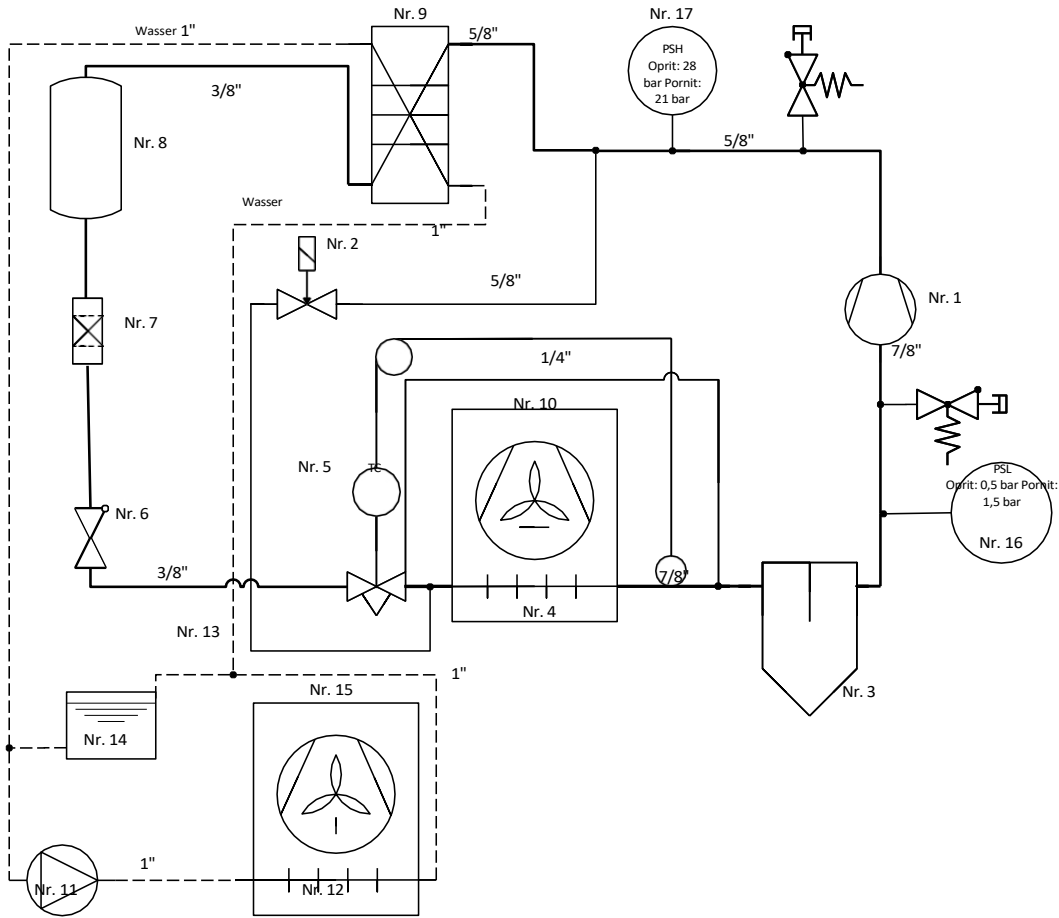 Nr. 9
Nr. 17
Wasser 1"
5/8"
PSH
Oprit: 28
bar Pornit:
21 bar
3/8"
Nr. 8
5/8"
Wasser
1"
Nr. 2
5/8"
Nr. 1
Nr. 7
7/8"
1/4"
Nr. 10
Nr. 5
TC
PSL
Oprit: 0,5 bar Pornit:
1,5 bar
Nr. 6
Nr. 16
3/8"
7/8"
Nr. 4
Nr. 13
1"
Nr. 15
Nr. 3
Nr. 14
1"
Nr. 11
Nr. 12